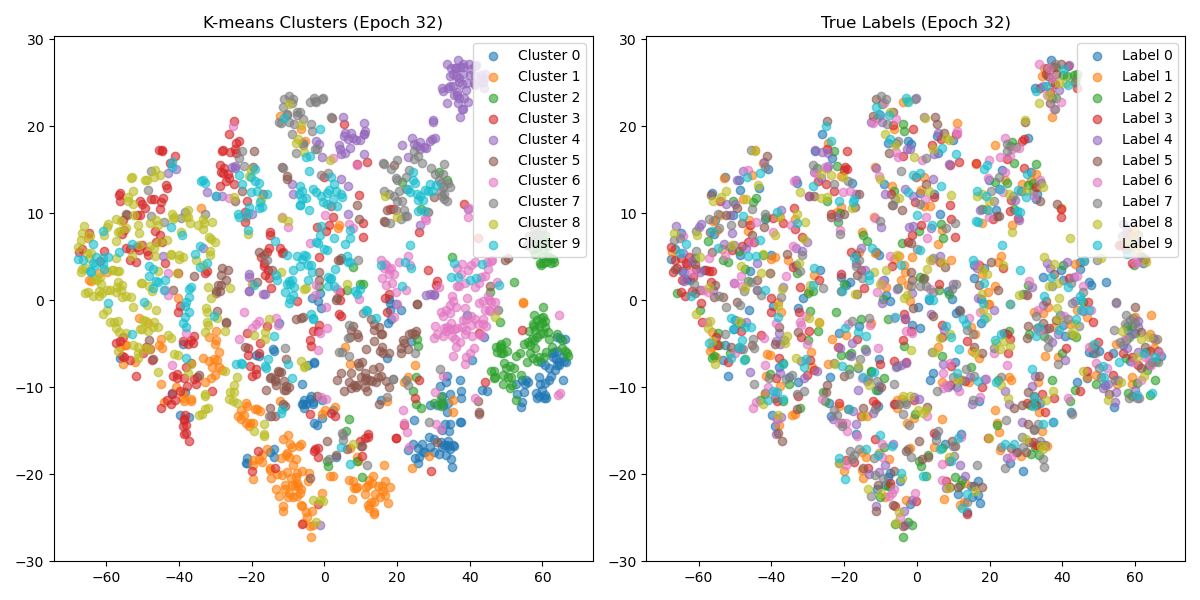 K-means Clusters (Epoch 32)
30
20
10
0
−10
−20
−30
−60
−40
−20
0
20
40
60
Cluster 0
Cluster 1
Cluster 2
Cluster 3
Cluster 4
Cluster 5
Cluster 6
Cluster 7
Cluster 8
Cluster 9
True Labels (Epoch 32)
30
20
10
0
−10
−20
−30
−60
−40
−20
0
20
40
60
Label 0
Label 1
Label 2
Label 3
Label 4
Label 5
Label 6
Label 7
Label 8
Label 9